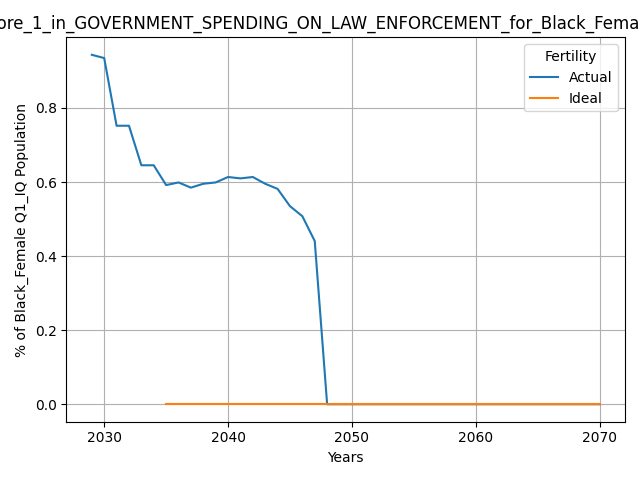 ore_1_in_GOVERNMENT_SPENDING_ON_LAW_ENFORCEMENT_for_Black_Fema
Fertility
Actual
Ideal
% of Black_Female Q1_IQ Population
0.8
0.6
0.4
0.2
0.0
2030 2040 2050 2060 2070
Years